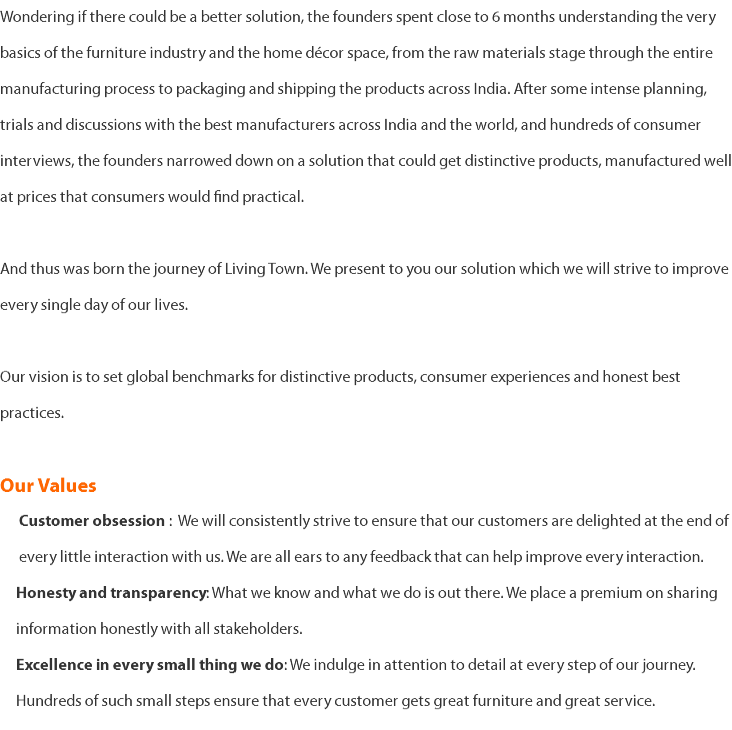 Wondering if there could be a better solution, the founders spent close to 6 months understanding the very
basics of the furniture industry and the home décor space, from the raw materials stage through the entire
manufacturing process to packaging and shipping the products across India. After some intense planning,
trials and discussions with the best manufacturers across India and the world, and hundreds of consumer
interviews, the founders narrowed down on a solution that could get distinctive products, manufactured well
at prices that consumers would find practical.
And thus was born the journey of Living Town. We present to you our solution which we will strive to improve
every single day of our lives.
Our vision is to set global benchmarks for distinctive products, consumer experiences and honest best
practices.
Our Values
Customer obsession : We will consistently strive to ensure that our customers are delighted at the end of
every little interaction with us. We are all ears to any feedback that can help improve every interaction.
Honesty and transparency: What we know and what we do is out there. We place a premium on sharing
information honestly with all stakeholders.
Excellence in every small thing we do: We indulge in attention to detail at every step of our journey.
Hundreds of such small steps ensure that every customer gets great furniture and great service.